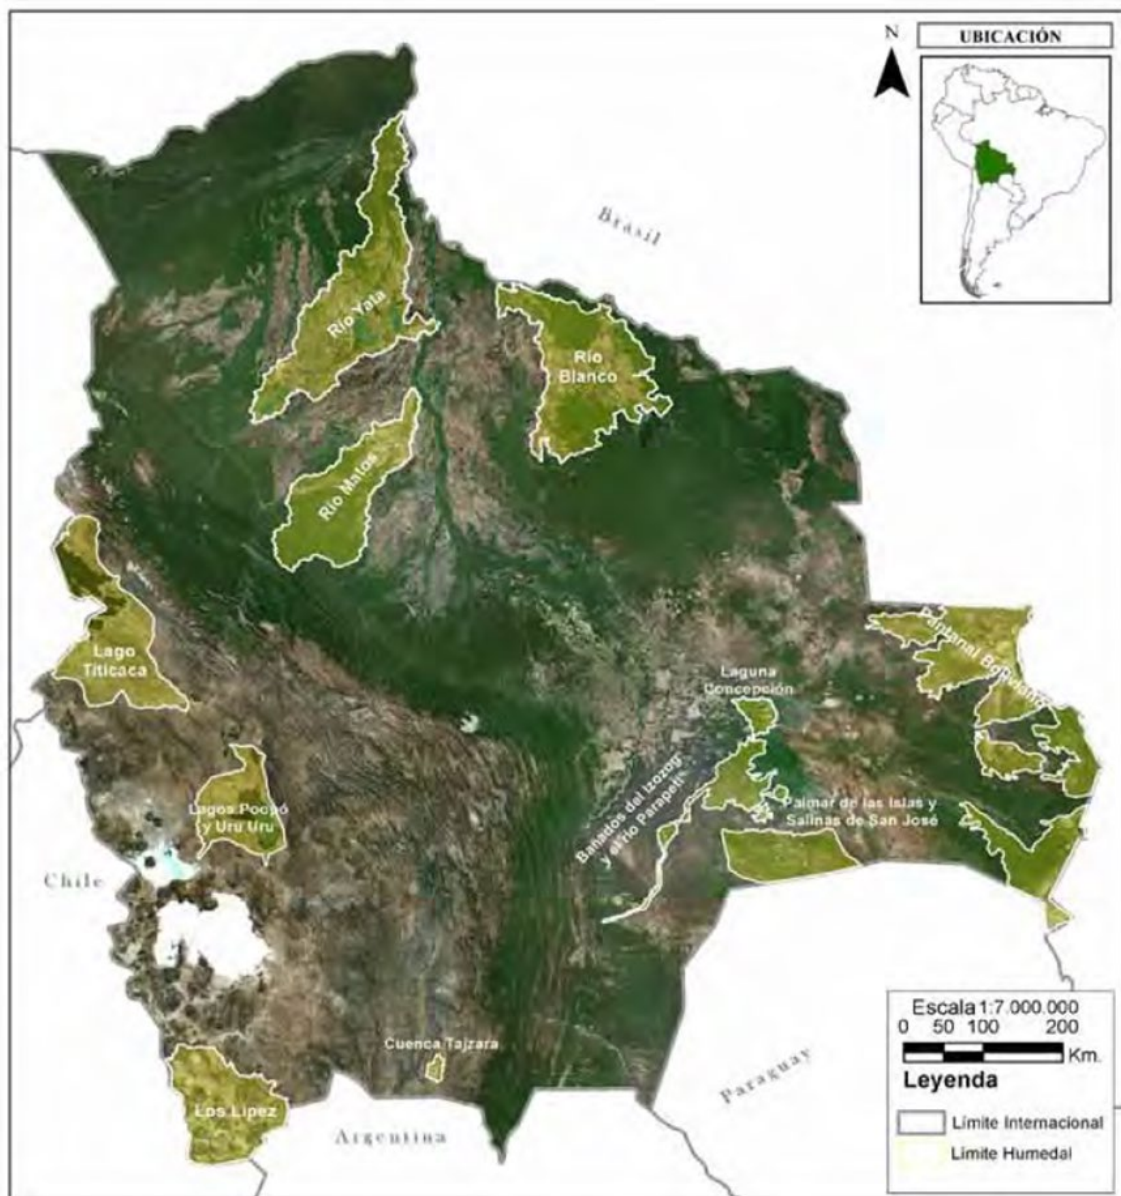 N
UBICACIÓN
Brasil
Río Yata
Río
Blanco
Río Matos
Lago
Titicaca
Pantanal Boliviano
Laguna
Concepción
Bañados del Izozog
y el río Parapetí
Palmar de las Islas y
Salinas de San José
Lagos Poopó
y Uru Uru
Chile
Cuenca Tajzara
Los Lípez
Argentina
Paraguay
Escala 1:7.000.000
0 50 100 200
Km.
Leyenda
Límite Internacional
Límite Humedal